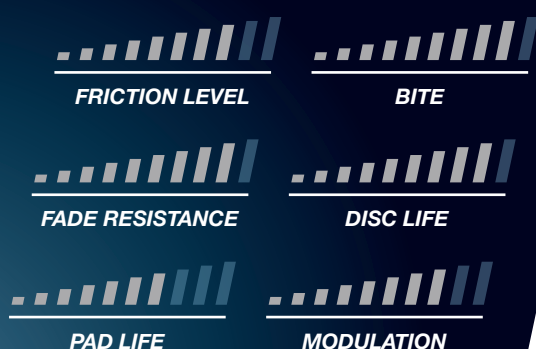 FRICTION LEVEL
BITE
FADE RESISTANCE
DISC LIFE
PAD LIFE
MODULATION